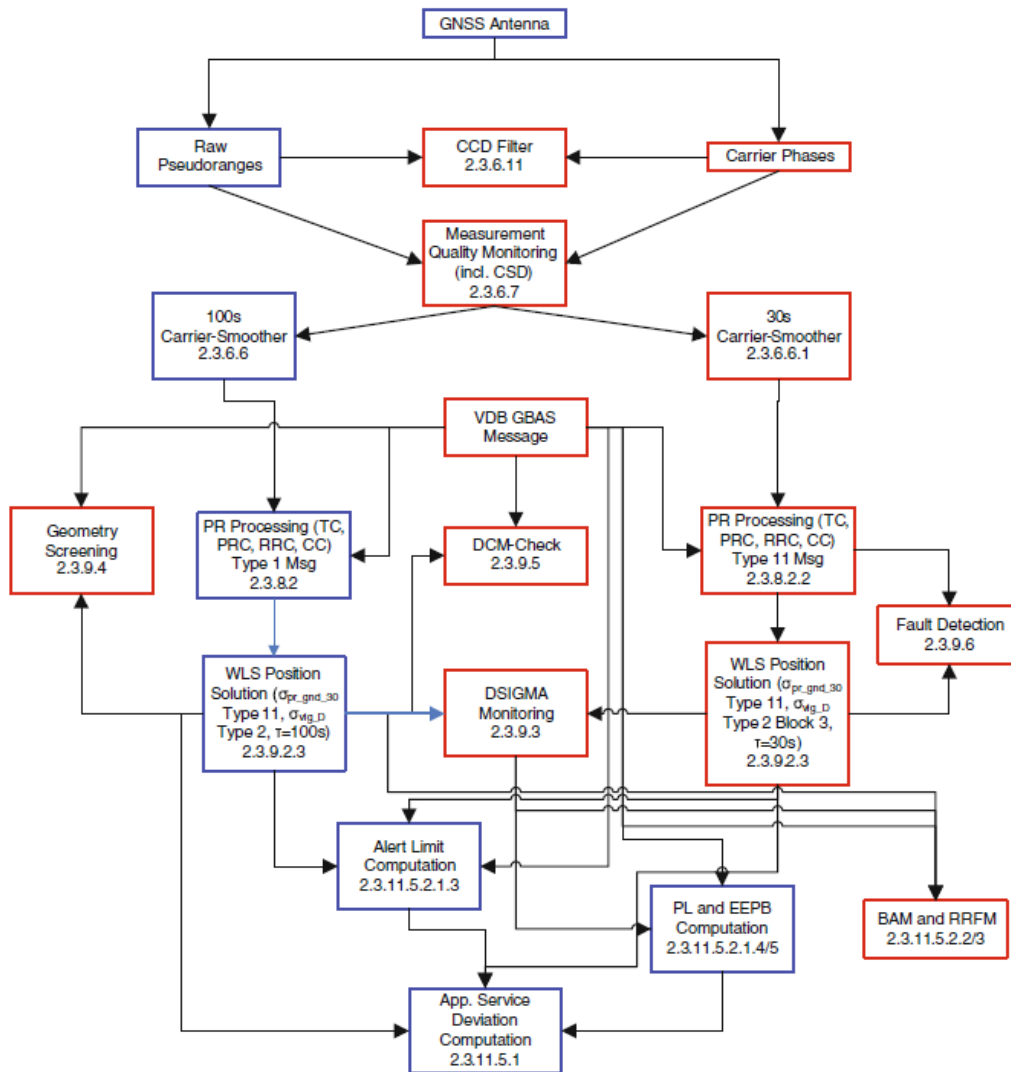 GNSS Antenna
Raw
Pseudoranges
CCD Filter
2.3.6.11
Carrier Phases
Measurement
Quality Monitoring
(incl. CSD)
2.3.6.7
100s
Carrier-Smoother
2.3.6.6
30s
Carrier-Smoother
2.3.6.6.1
VDB GBAS
Message
Geometry
Screening
2.3.9.4
PR Processing (TC,
PRC, RRC, CC)
Type 1 Msg
2.3.8.2
DCM-Check
2.3.9.5
PR Processing (TC,
PRC, RRC, CC)
Type 11 Msg
2.3.8.2.2
Fault Detection
2.3.9.6
WLS Position
Solution (σpr_gnd_30
Type 11, σvig_D
Type 2, τ=100s)
2.3.9.2.3
DSIGMA
Monitoring
2.3.9.3
WLS Position
Solution (σpr_gnd_30
Type 11, σvig_D
Type 2 Block 3,
τ=30s)
2.3.9.2.3
Alert Limit
Computation
2.3.11.5.2.1.3
PL and EEPB
Computation
2.3.11.5.2.1.4/5
BAM and RRFM
2.3.11.5.2.2/3
App. Service
Deviation
Computation
2.3.11.5.1